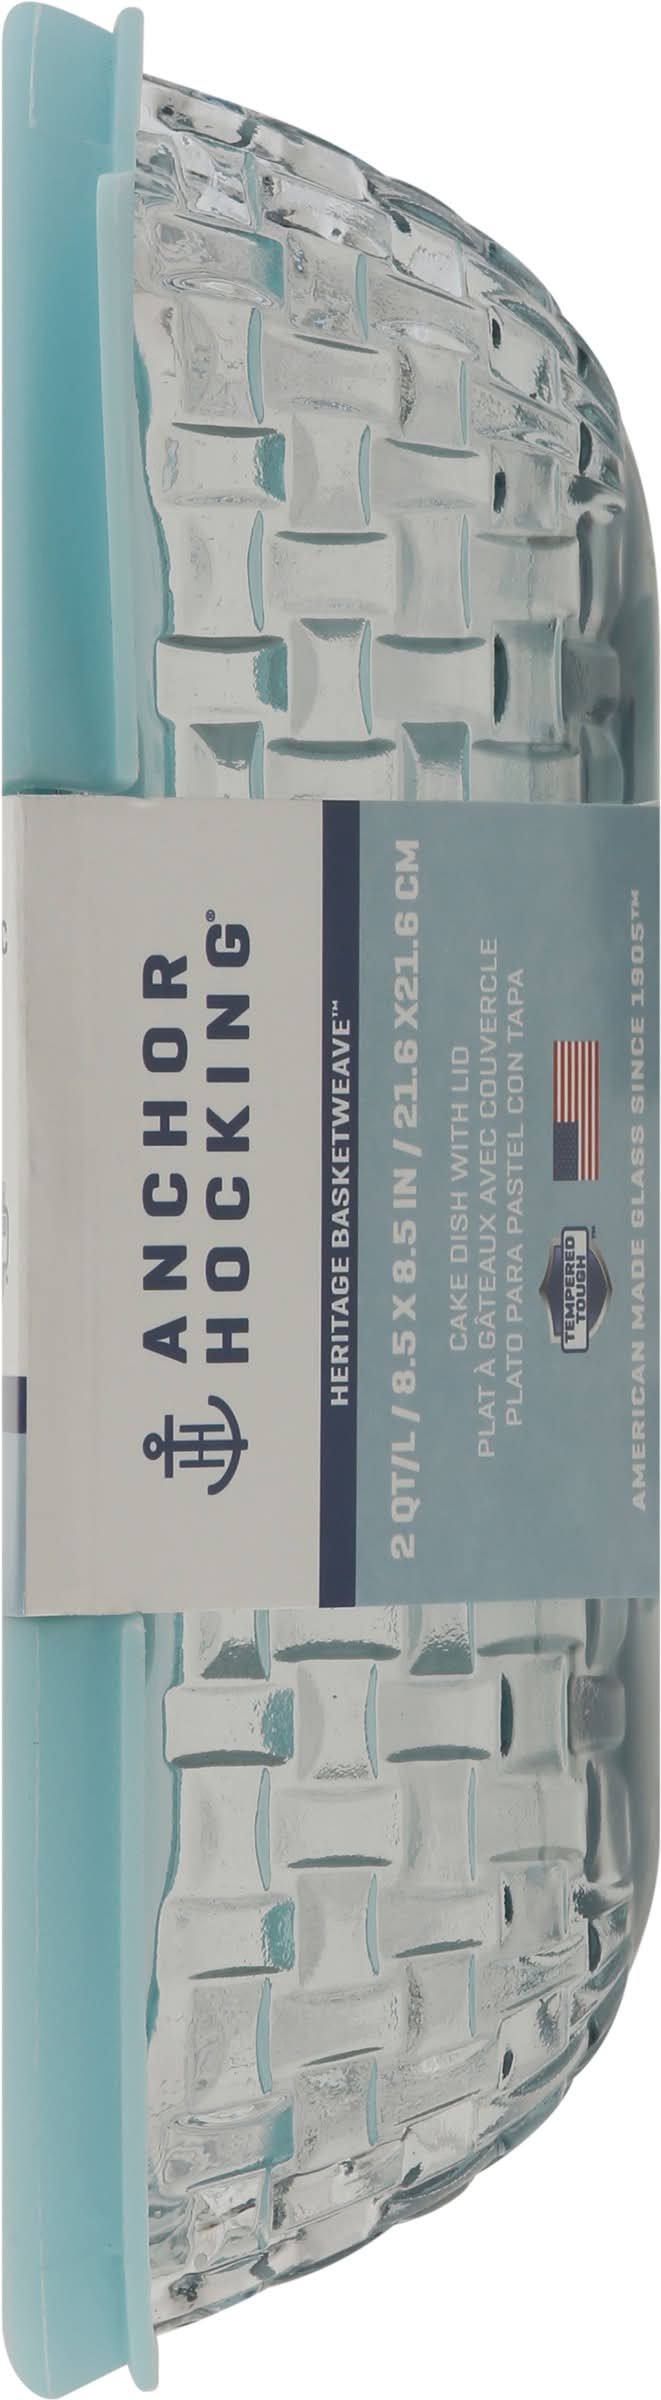 ANCHOR
HOCKING®
HERITAGE BASKETWEAVE™
2 QT/L / 8.5 X 8.5 IN / 21.6 X21.6 CM
CAKE DISH WITH LID
PLAT À GÂTEAUX AVEC COUVERCLE
PLATO PARA PASTEL CON TAPA
TEMPERED
TOUGH™
AMERICAN MADE GLASS SINCE 1905™